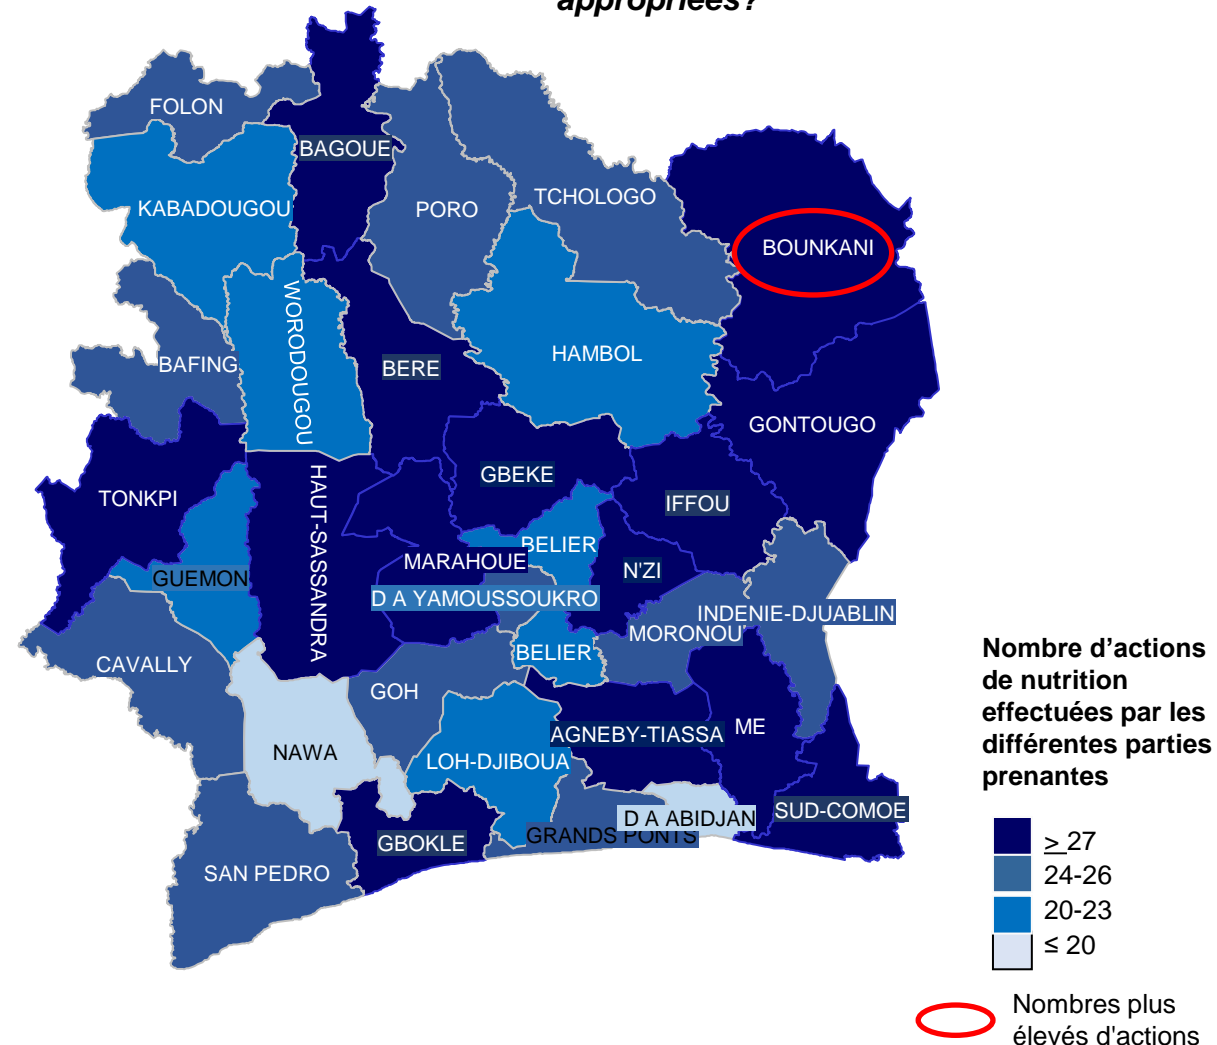 appropriées?
FOLON
BAGOUE
KABADOUGOU
PORO
TCHOLOGO
BOUNKANI
WORODOUGOU
BAFING
BERE
HAMBOL
GONTOUGO
TONKPI
HAUT-SASSANDRA
GBEKE
IFFOU
BELIER
MARAHOUE
N'ZI
GUEMON
D A YAMOUSSOUKRO
INDENIE-DJUABLIN
MORONOU
BELIER
CAVALLY
GOH
NAWA
LOH-DJIBOUA
AGNEBY-TIASSA
ME
D A ABIDJAN
SUD-COMOE
GRANDS PONTS
GBOKLE
SAN PEDRO
Nombre d’actions
de nutrition
effectuées par les
différentes parties
prenantes
≥ 27
24-26
20-23
≤ 20
Nombres plus
élevés d'actions